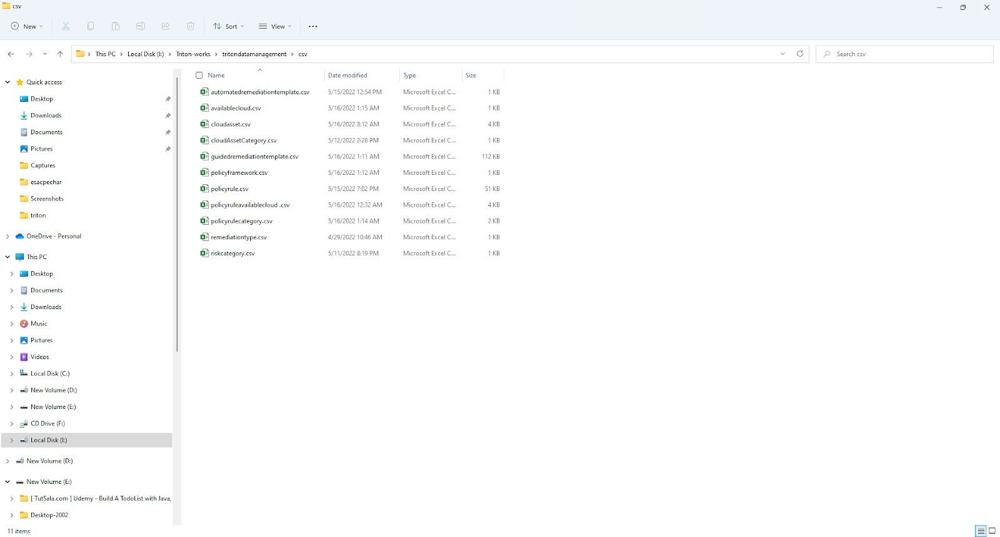 csv
New
Sort
View
This PC > Local Disk (I:) > Triton-works > tritondatamanagement > csv
Search csv
Quick access
Desktop
Downloads
Documents
Pictures
Captures
esacpechar
Screenshots
triton
OneDrive - Personal
This PC
Desktop
Documents
Downloads
Music
Pictures
Videos
Local Disk (C:)
New Volume (D:)
New Volume (E:)
CD Drive (F:)
Local Disk (I:)
New Volume (D:)
New Volume (E:)
[ TutSala.com ] Udemy - Build A TodoList with Java,
Desktop-2002
Name Date modified Type Size
automatedremediationtemplate.csv 5/15/2022 12:54 PM Microsoft Excel C... 1 KB
availablecloud.csv 5/16/2022 1:15 AM Microsoft Excel C... 1 KB
cloudasset.csv 5/16/2022 8:12 AM Microsoft Excel C... 4 KB
cloudAssetCategory.csv 5/12/2022 2:28 PM Microsoft Excel C... 1 KB
guidedremediationtemplate.csv 5/16/2022 1:11 AM Microsoft Excel C... 112 KB
policyframework.csv 5/16/2022 1:12 AM Microsoft Excel C... 1 KB
policyrule.csv 5/15/2022 7:02 PM Microsoft Excel C... 51 KB
policyruleavailablecloud .csv 5/16/2022 12:32 AM Microsoft Excel C... 4 KB
policyrulecategory.csv 5/16/2022 1:14 AM Microsoft Excel C... 2 KB
remediationtype.csv 4/29/2022 10:46 AM Microsoft Excel C... 1 KB
riskcategory.csv 5/11/2022 8:19 PM Microsoft Excel C... 1 KB
11 items